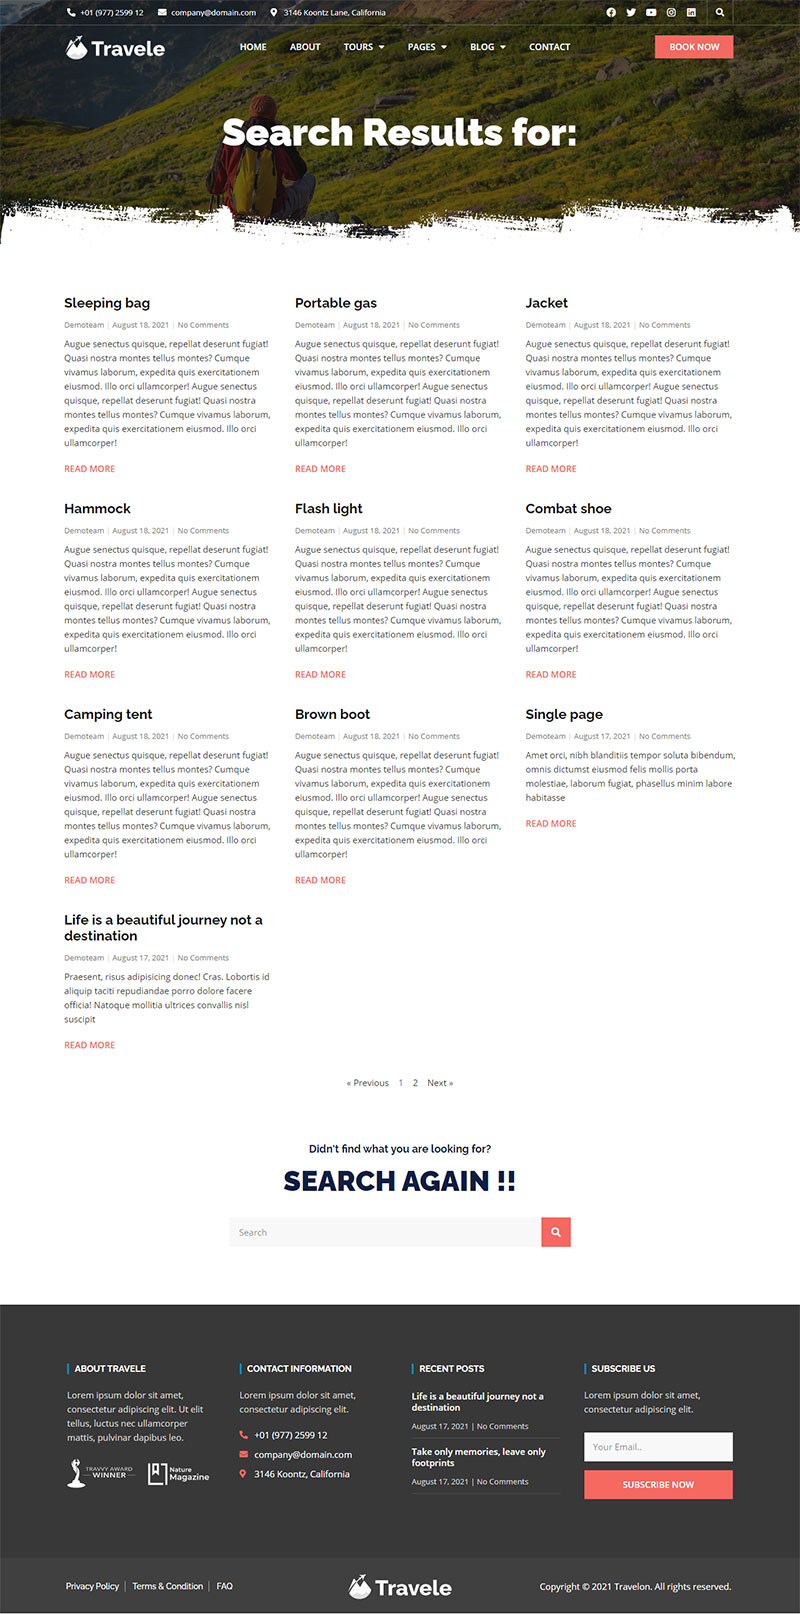 +01 (977) 2599 12 company@domain.com 3146 Koontz Lane, California
Travele HOME ABOUT TOURS PAGES BLOG CONTACT BOOK NOW
Search Results for:
Sleeping bag
Demoteam | August 18, 2021 | No Comments
Augue senectus quisque, repellat deserunt fugiat!
Quasi nostra montes tellus montes? Cumque
vivamus laborum, expedita quis exercitationem
eiusmod. Illo orci ullamcorper! Augue senectus
quisque, repellat deserunt fugiat! Quasi nostra
montes tellus montes? Cumque vivamus laborum,
expedita quis exercitationem eiusmod. Illo orci
ullamcorper!
READ MORE
Portable gas
Demoteam | August 18, 2021 | No Comments
Augue senectus quisque, repellat deserunt fugiat!
Quasi nostra montes tellus montes? Cumque
vivamus laborum, expedita quis exercitationem
eiusmod. Illo orci ullamcorper! Augue senectus
quisque, repellat deserunt fugiat! Quasi nostra
montes tellus montes? Cumque vivamus laborum,
expedita quis exercitationem eiusmod. Illo orci
ullamcorper!
READ MORE
Jacket
Demoteam | August 18, 2021 | No Comments
Augue senectus quisque, repellat deserunt fugiat!
Quasi nostra montes tellus montes? Cumque
vivamus laborum, expedita quis exercitationem
eiusmod. Illo orci ullamcorper! Augue senectus
quisque, repellat deserunt fugiat! Quasi nostra
montes tellus montes? Cumque vivamus laborum,
expedita quis exercitationem eiusmod. Illo orci
ullamcorper!
READ MORE
Hammock
Demoteam | August 18, 2021 | No Comments
Augue senectus quisque, repellat deserunt fugiat!
Quasi nostra montes tellus montes? Cumque
vivamus laborum, expedita quis exercitationem
eiusmod. Illo orci ullamcorper! Augue senectus
quisque, repellat deserunt fugiat! Quasi nostra
montes tellus montes? Cumque vivamus laborum,
expedita quis exercitationem eiusmod. Illo orci
ullamcorper!
READ MORE
Flash light
Demoteam | August 18, 2021 | No Comments
Augue senectus quisque, repellat deserunt fugiat!
Quasi nostra montes tellus montes? Cumque
vivamus laborum, expedita quis exercitationem
eiusmod. Illo orci ullamcorper! Augue senectus
quisque, repellat deserunt fugiat! Quasi nostra
montes tellus montes? Cumque vivamus laborum,
expedita quis exercitationem eiusmod. Illo orci
ullamcorper!
READ MORE
Combat shoe
Demoteam | August 18, 2021 | No Comments
Augue senectus quisque, repellat deserunt fugiat!
Quasi nostra montes tellus montes? Cumque
vivamus laborum, expedita quis exercitationem
eiusmod. Illo orci ullamcorper! Augue senectus
quisque, repellat deserunt fugiat! Quasi nostra
montes tellus montes? Cumque vivamus laborum,
expedita quis exercitationem eiusmod. Illo orci
ullamcorper!
READ MORE
Camping tent
Demoteam | August 18, 2021 | No Comments
Augue senectus quisque, repellat deserunt fugiat!
Quasi nostra montes tellus montes? Cumque
vivamus laborum, expedita quis exercitationem
eiusmod. Illo orci ullamcorper! Augue senectus
quisque, repellat deserunt fugiat! Quasi nostra
montes tellus montes? Cumque vivamus laborum,
expedita quis exercitationem eiusmod. Illo orci
ullamcorper!
READ MORE
Brown boot
Demoteam | August 18, 2021 | No Comments
Augue senectus quisque, repellat deserunt fugiat!
Quasi nostra montes tellus montes? Cumque
vivamus laborum, expedita quis exercitationem
eiusmod. Illo orci ullamcorper! Augue senectus
quisque, repellat deserunt fugiat! Quasi nostra
montes tellus montes? Cumque vivamus laborum,
expedita quis exercitationem eiusmod. Illo orci
ullamcorper!
READ MORE
Single page
Demoteam | August 17, 2021 | No Comments
Amet orci, nibh blanditiis tempor soluta bibendum,
omnis dictumst eiusmod felis mollis porta
molestiae, laborum fugiat, phasellus minim labore
habitasse
READ MORE
Life is a beautiful journey not a
destination
Demoteam | August 17, 2021 | No Comments
Praesent, risus adipisicing donec! Cras. Lobortis id
aliquip taciti repudiandae porro dolore facere
officia! Natoque mollitia ultrices convallis nisl
suscipit
READ MORE
« Previous 1 2 Next »
Didn't find what you are looking for?
SEARCH AGAIN !!
Search
ABOUT TRAVELE
Lorem ipsum dolor sit amet,
consectetur adipiscing elit. Ut elit
tellus, luctus nec ullamcorper
mattis, pulvinar dapibus leo.
TRAVVY AWARD
WINNER
Nature
Magazine
CONTACT INFORMATION
Lorem ipsum dolor sit amet,
consectetur adipiscing elit.
+01 (977) 2599 12
company@domain.com
3146 Koontz, California
RECENT POSTS
Life is a beautiful journey not a
destination
August 17, 2021 | No Comments
Take only memories, leave only
footprints
August 17, 2021 | No Comments
SUBSCRIBE US
Lorem ipsum dolor sit amet,
consectetur adipiscing elit.
Your Email..
SUBSCRIBE NOW
Privacy Policy | Terms & Condition | FAQ
Travele
Copyright © 2021 Travelon. All rights reserved.